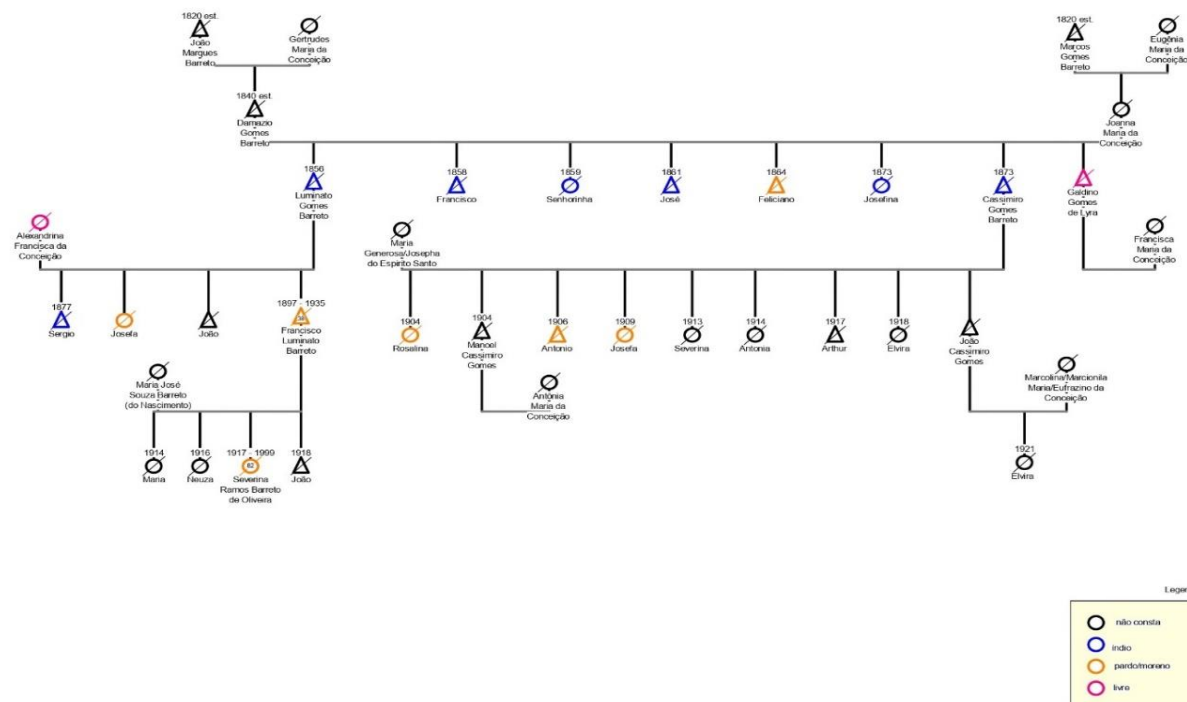 1820 est.
João
Margues
Barreto
Gertrudes
Maria da
Conceição
1820 est.
Marcos
Gomes
Barreto
Eugênia
Maria da
Conceição
1840 est.
Damazio
Gomes
Barreto
Joanna
Maria da
Conceição
1856
Luminato
Gomes
Barreto
1858
Francisco
1859
Senhorinha
1861
José
1864
Feliciano
1873
Josefina
1873
Cassimiro
Gomes
Barreto
Galdino
Gomes
de Lyra
Alexandrina
Francisca da
Conceição
Maria
Generosa/Josepha
do Espirito Santo
Francisca
Maria da
Conceição
1877
Sergio
Josefa
João
1897 - 1935
38
Francisco
Luminato
Barreto
1904
Rosalina
1904
Manoel
Cassimiro
Gomes
1906
Antonio
1909
Josefa
1913
Severina
1914
Antonia
1917
Arthur
1918
Elvira
João
Cassimiro
Gomes
Maria José
Souza Barreto
(do Nascimento)
Antônia
Maria da
Conceição
Marcolina/Marcionila
Maria/Eufrazino da
Conceição
1914
Maria
1916
Neuza
1917 - 1999
82
Severina
Ramos Barreto
de Oliveira
1918
João
1921
Elvira
Leger
não consta
índio
pardo/moreno
livre